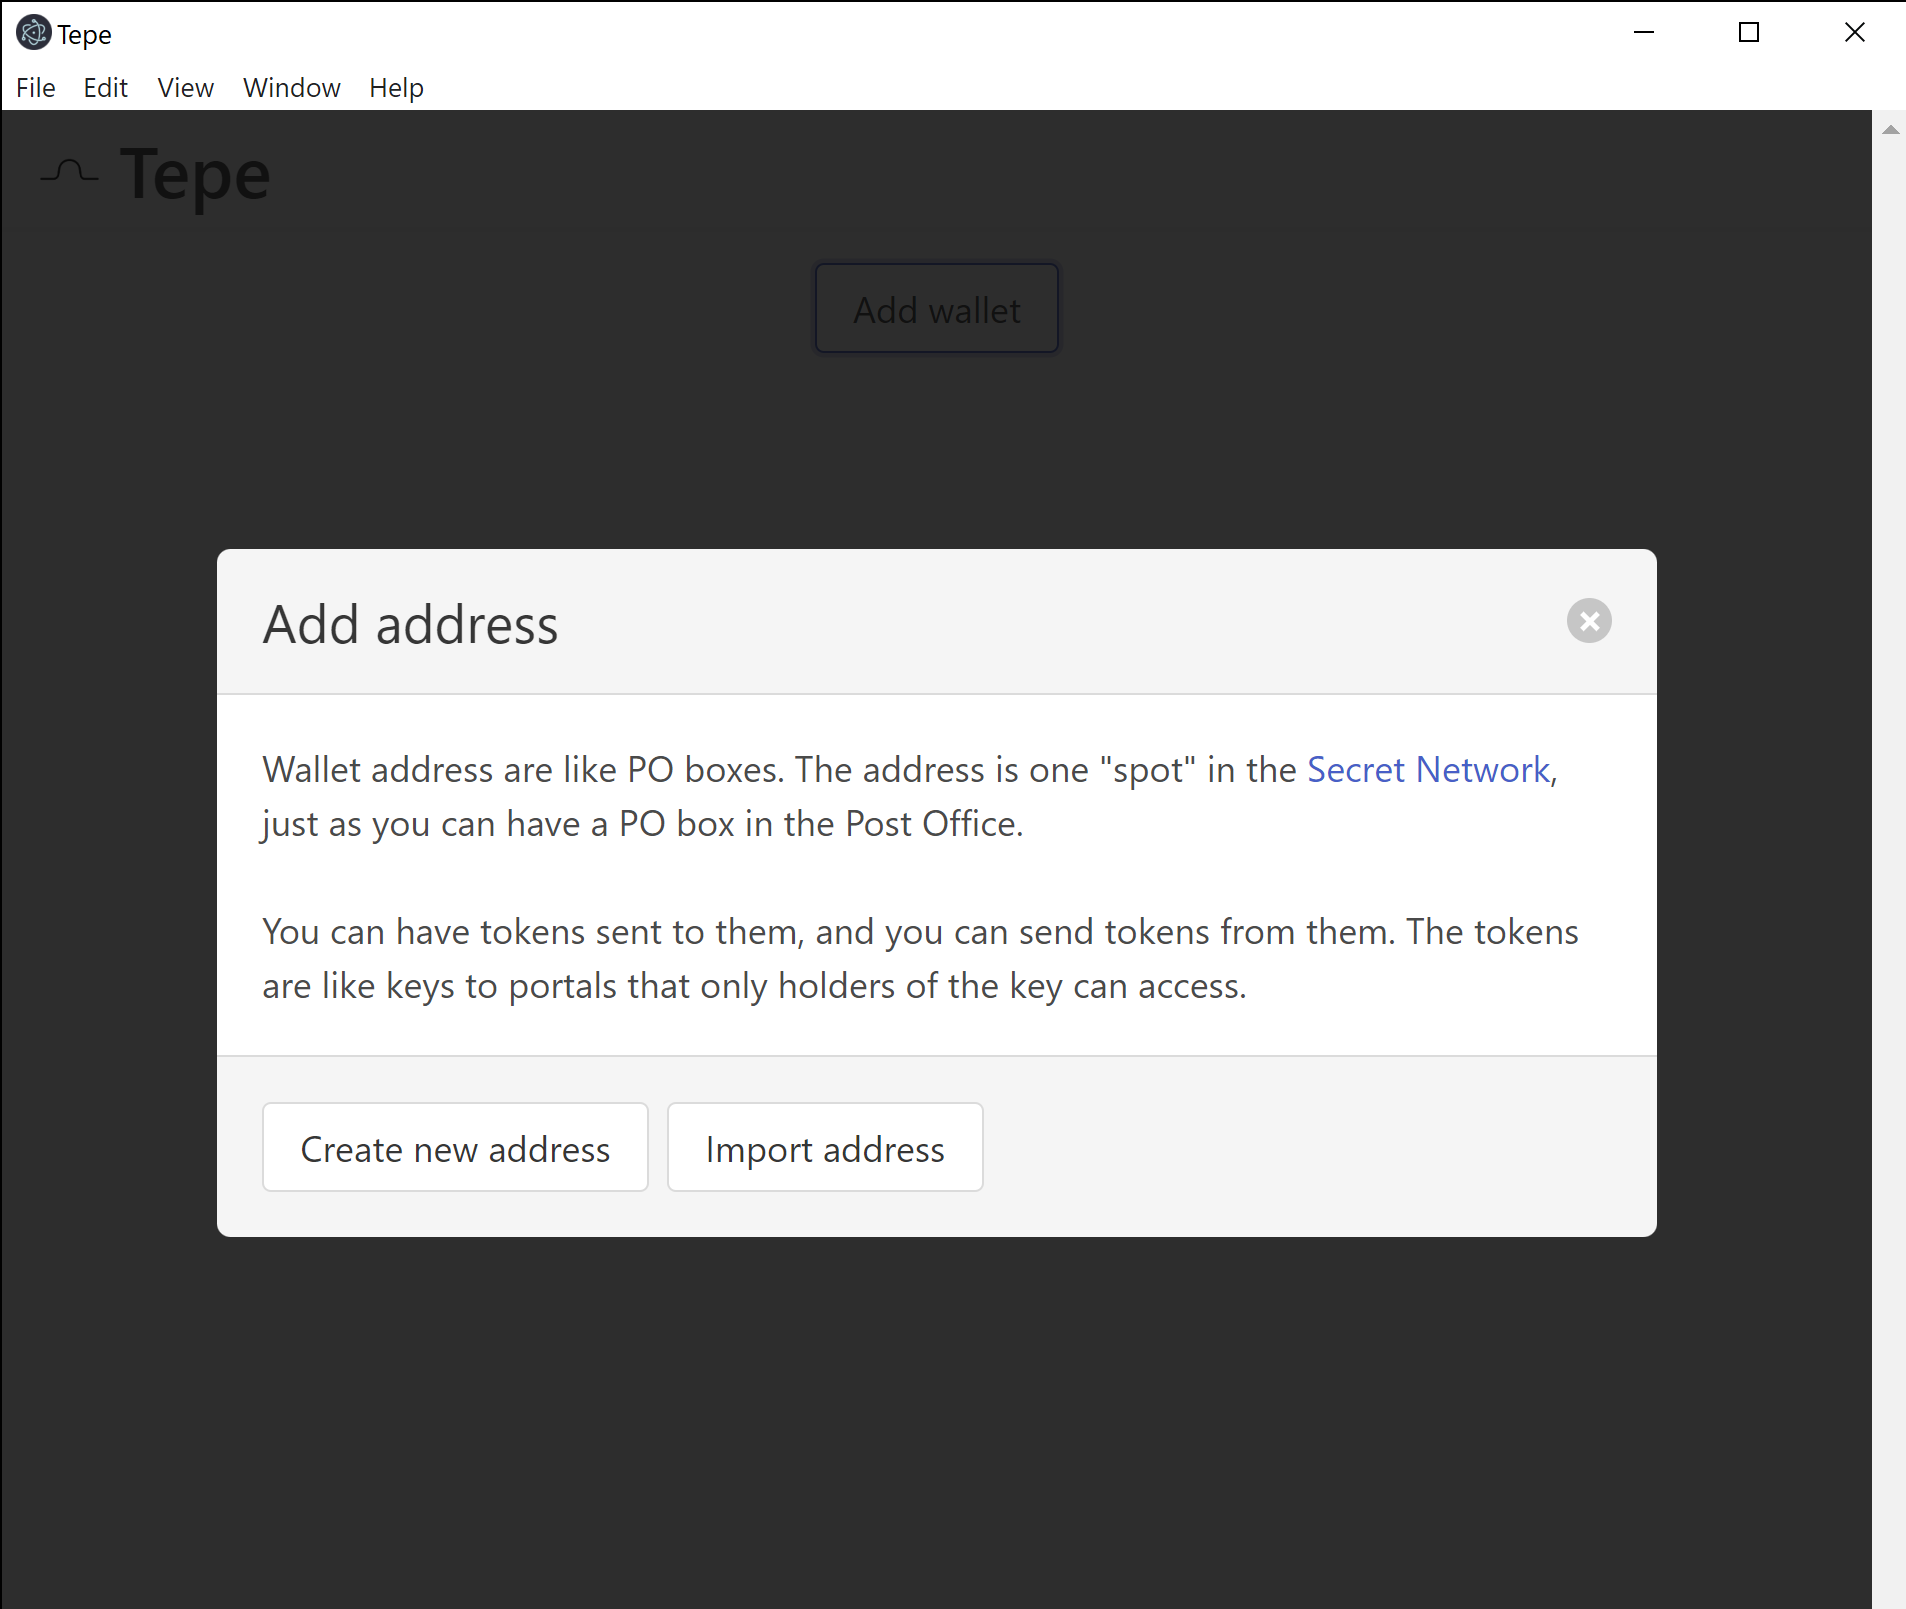 Tepe
File Edit View Window Help
Tepe
Add wallet
Add address
Wallet address are like PO boxes. The address is one "spot" in the Secret Network,
just as you can have a PO box in the Post Office.
You can have tokens sent to them, and you can send tokens from them. The tokens
are like keys to portals that only holders of the key can access.
Create new address Import address